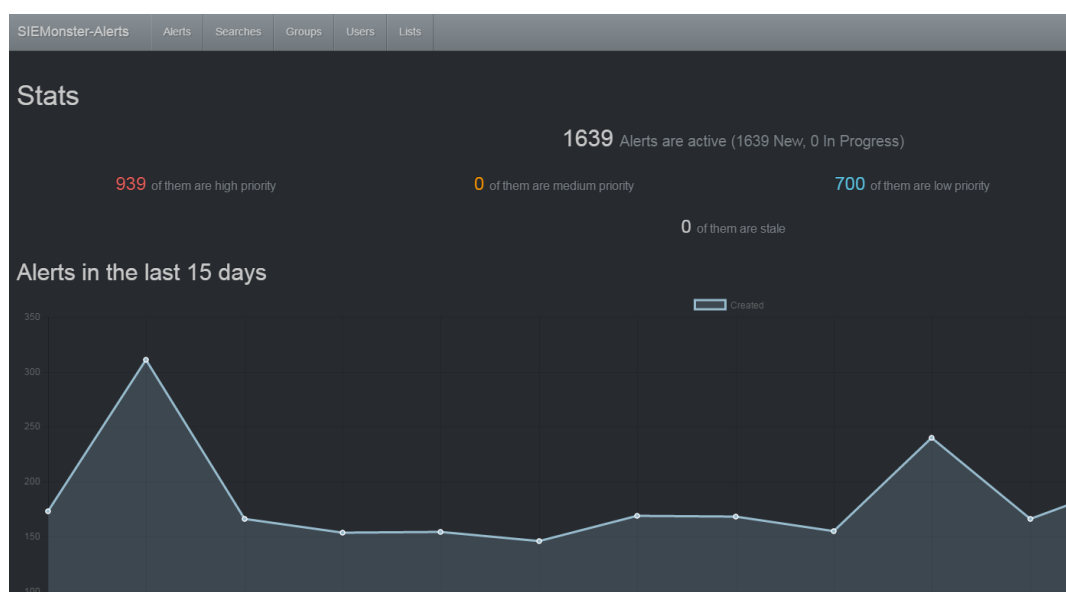 SIEMonster-Alerts Alerts Searches Groups Users Lists
Stats
1639 Alerts are active (1639 New, 0 In Progress)
939 of them are high priority 0 of them are medium priority 700 of them are low priority
0 of them are stale
Alerts in the last 15 days
Created
350
300
250
200
150
100